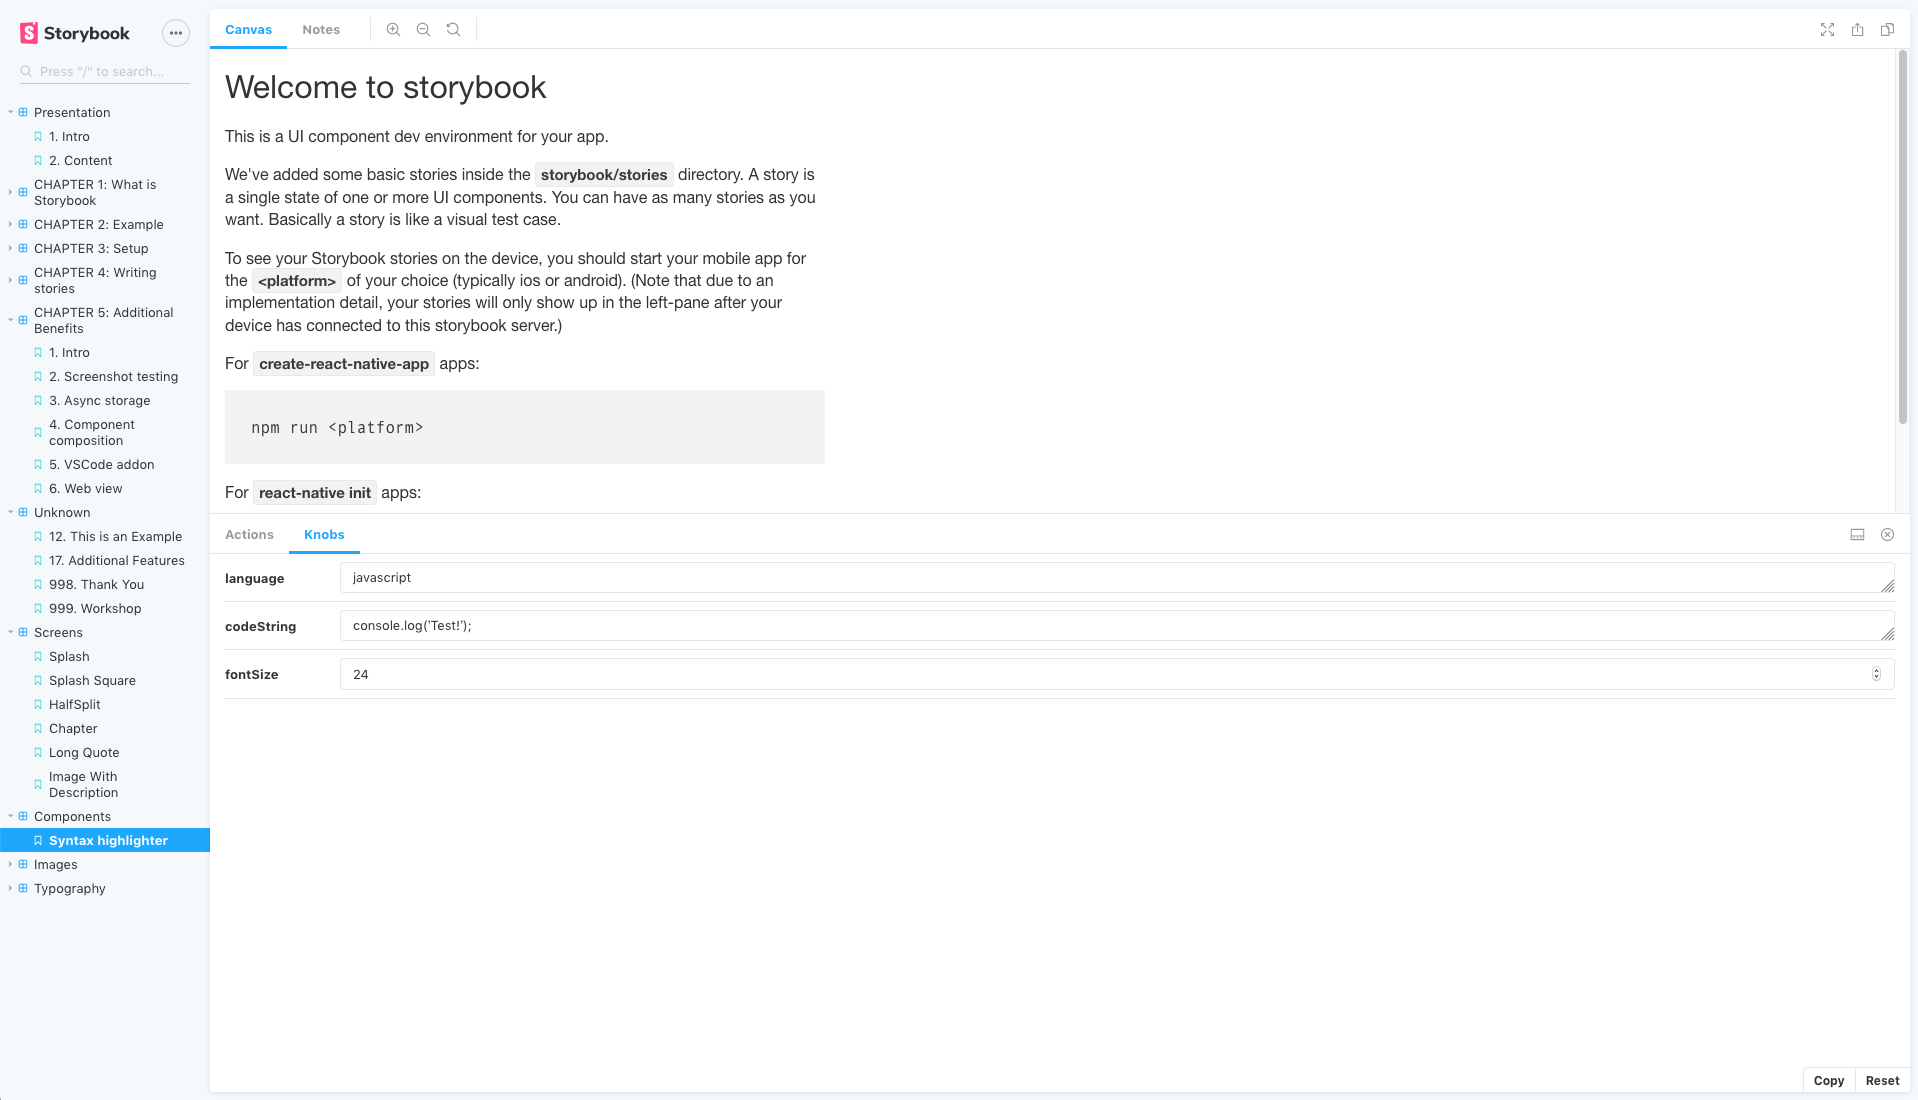 Storybook
Press "/" to search...
Presentation
1. Intro
2. Content
CHAPTER 1: What is
Storybook
CHAPTER 2: Example
CHAPTER 3: Setup
CHAPTER 4: Writing
stories
CHAPTER 5: Additional
Benefits
1. Intro
2. Screenshot testing
3. Async storage
4. Component
composition
5. VSCode addon
6. Web view
Unknown
12. This is an Example
17. Additional Features
998. Thank You
999. Workshop
Screens
Splash
Splash Square
HalfSplit
Chapter
Long Quote
Image With
Description
Components
Syntax highlighter
Images
Typography
Canvas Notes
Welcome to storybook
This is a UI component dev environment for your app.
We've added some basic stories inside the storybook/stories directory. A story is
a single state of one or more UI components. You can have as many stories as you
want. Basically a story is like a visual test case.
To see your Storybook stories on the device, you should start your mobile app for
the <platform> of your choice (typically ios or android). (Note that due to an
implementation detail, your stories will only show up in the left-pane after your
device has connected to this storybook server.)
For create-react-native-app apps:
npm run <platform>
For react-native init apps:
Actions Knobs
language javascript
codeString console.log('Test!');
fontSize 24
Copy Reset